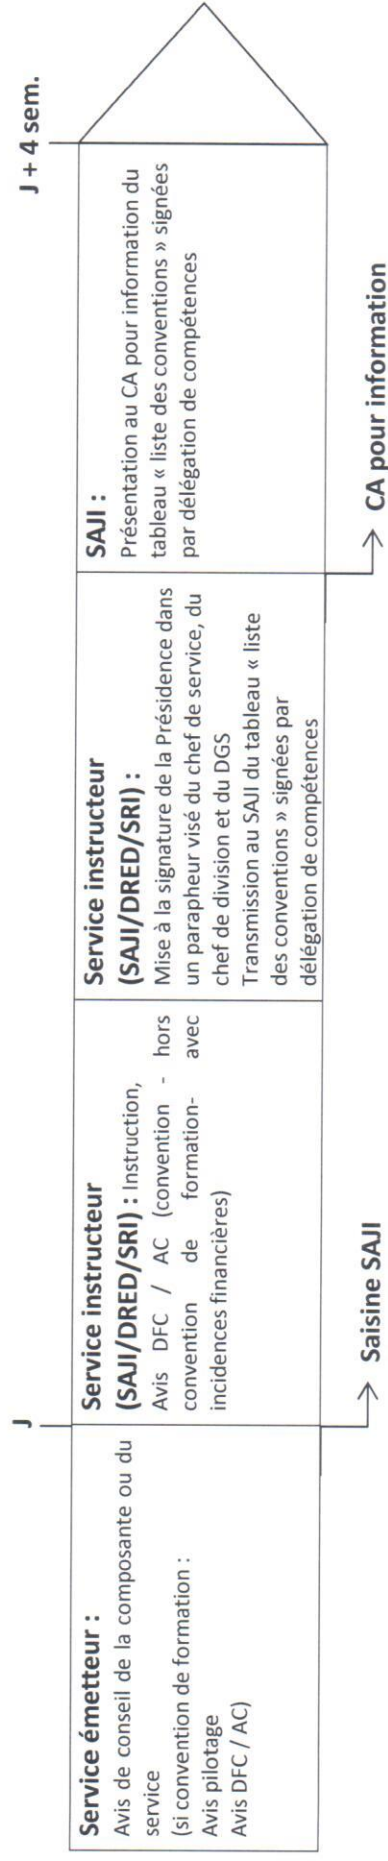 J
J + 4 sem.
Service émetteur :
Avis de conseil de la composante ou du
service
(si convention de formation :
Avis pilotage
Avis DFC / AC)
Service instructeur
(SAJI/DRED/SRI) : Instruction,
Avis DFC / AC (convention - hors
convention de formation- avec
incidences financières)
Service instructeur
(SAJI/DRED/SRI) :
Mise à la signature de la Présidence dans
un parapheur visé du chef de service, du
chef de division et du DGS
Transmission au SAJI du tableau « liste
des conventions » signées par
délégation de compétences
SAJI :
Présentation au CA pour information du
tableau « liste des conventions » signées
par délégation de compétences
Saisine SAJI
CA pour information